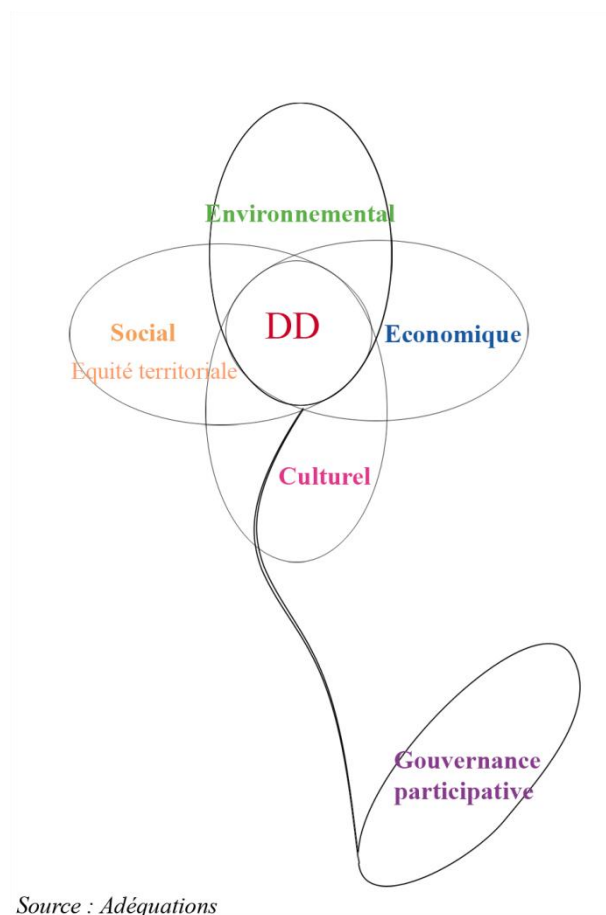 Environnemental
DD
Social
Economique
Equité territoriale
Culturel
Gouvernance
participative
Source : Adéquations